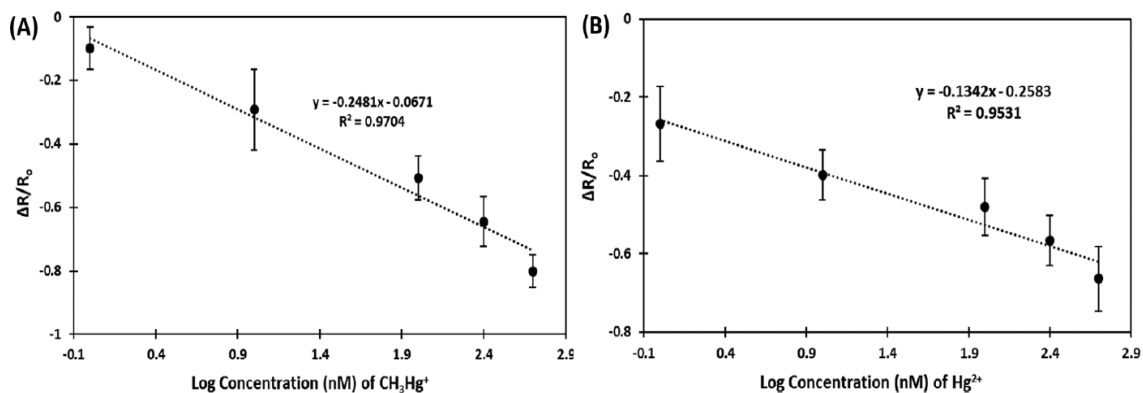 (A)
0
-0.2
-0.4
-0.6
-0.8
-1
ΔR/Rₒ
y = -0.2481x - 0.0671
R² = 0.9704
-0.1 0.4 0.9 1.4 1.9 2.4 2.9
Log Concentration (nM) of CH₃Hg⁺
(B)
0
-0.2
-0.4
-0.6
-0.8
ΔR/Rₒ
y = -0.1342x - 0.2583
R² = 0.9531
-0.1 0.4 0.9 1.4 1.9 2.4 2.9
Log Concentration (nM) of Hg²⁺